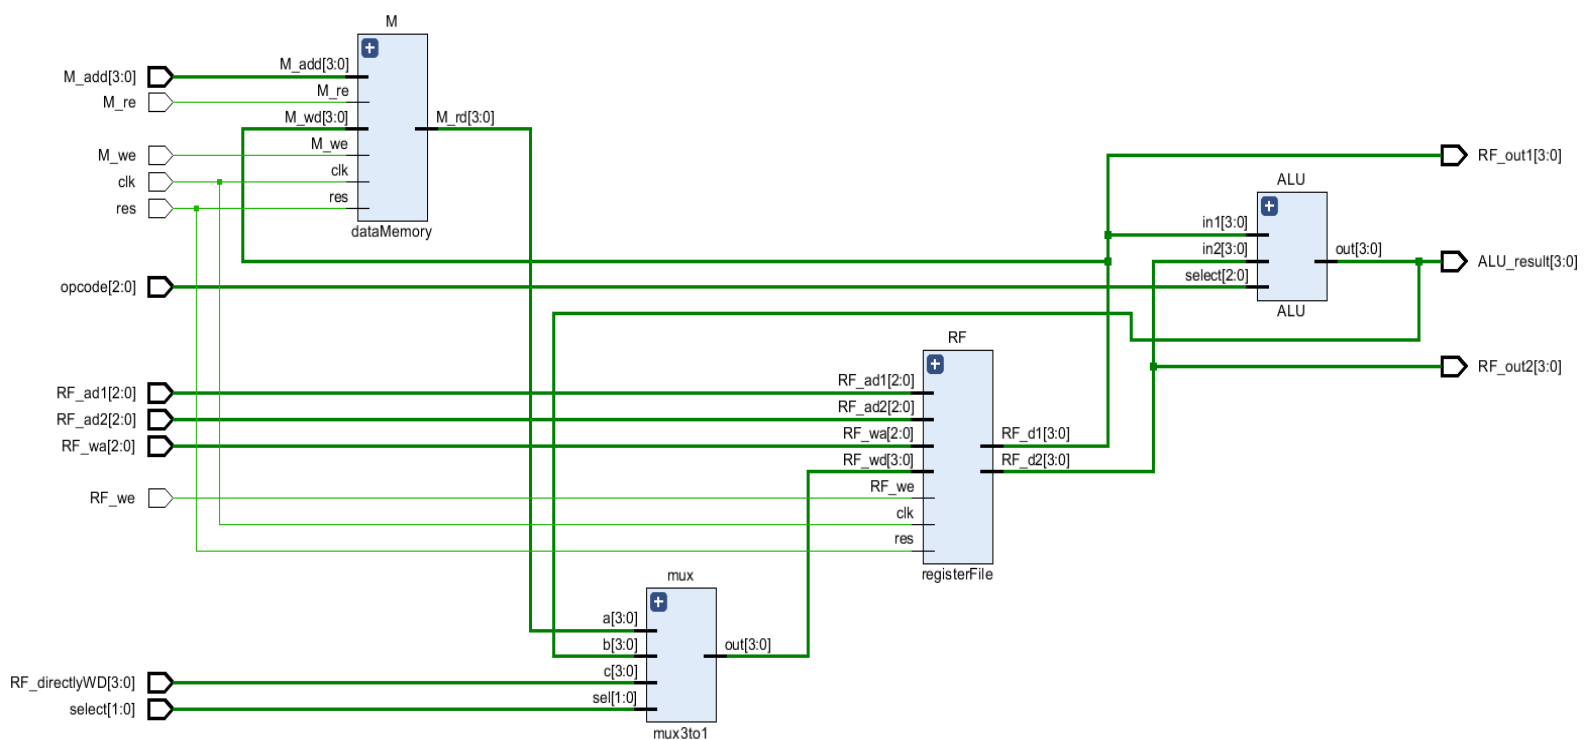 M
M_add[3:0]
M_add[3:0]
M_re
M_re
M_wd[3:0]
M_rd[3:0]
M_we
M_we
clk
clk
res
res
dataMemory
RF_out1[3:0]
ALU
in1[3:0]
in2[3:0]
out[3:0]
ALU_result[3:0]
select[2:0]
opcode[2:0]
ALU
RF
RF_out2[3:0]
RF_ad1[2:0]
RF_ad1[2:0]
RF_ad2[2:0]
RF_ad2[2:0]
RF_wa[2:0]
RF_wa[2:0]
RF_d1[3:0]
RF_wd[3:0]
RF_d2[3:0]
RF_we
RF_we
clk
res
registerFile
mux
a[3:0]
b[3:0]
out[3:0]
c[3:0]
RF_directlyWD[3:0]
sel[1:0]
select[1:0]
mux3to1